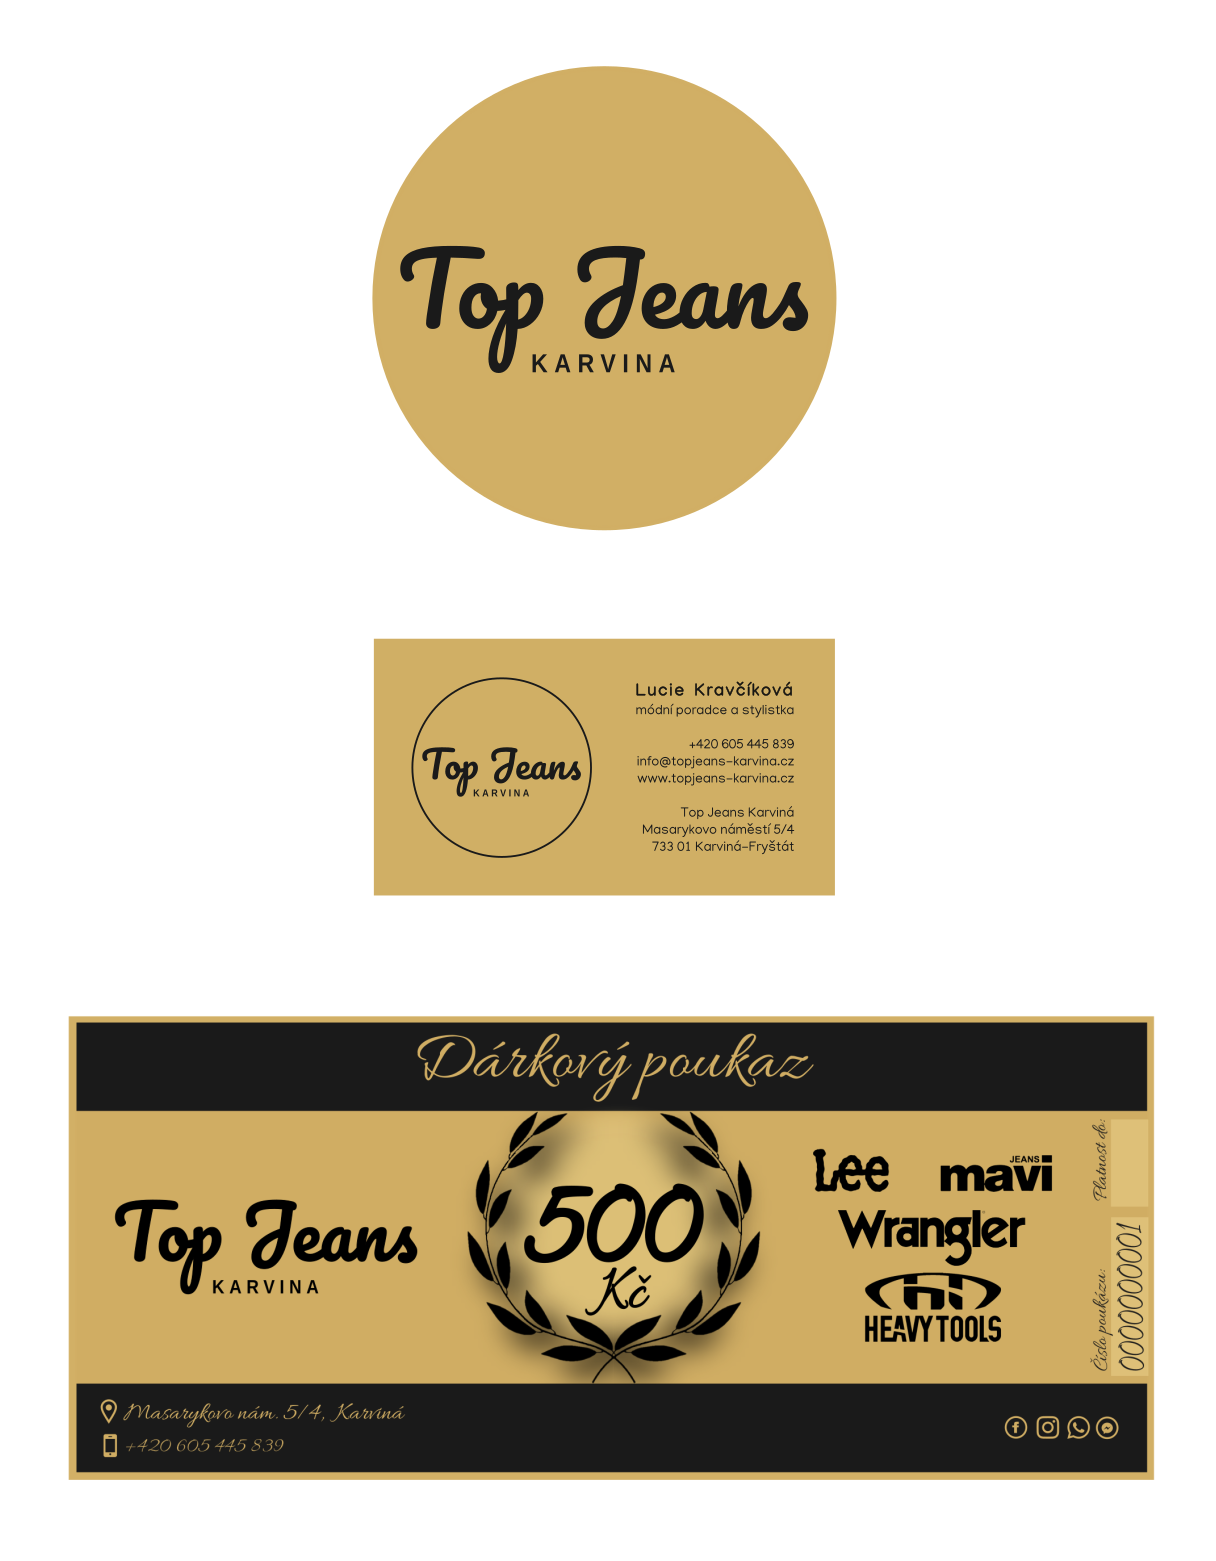 Top Jeans
KARVINA
Lucie Kravčíková
módní poradce a stylistka
+420 605 445 839
info@topjeans-karvina.cz
www.topjeans-karvina.cz
Top Jeans Karviná
Masarykovo náměstí 5/4
733 01 Karviná-Fryštát
Top Jeans
KARVINA
Dárkový poukaz
Top Jeans
KARVINA
500
Kč
Lee
mavi
JEANS
Wrangler
HEAVY TOOLS
Platnost do:
Číslo poukázu:
0000000001
Masarykovo nám. 5/4, Karviná
+420 605 445 839